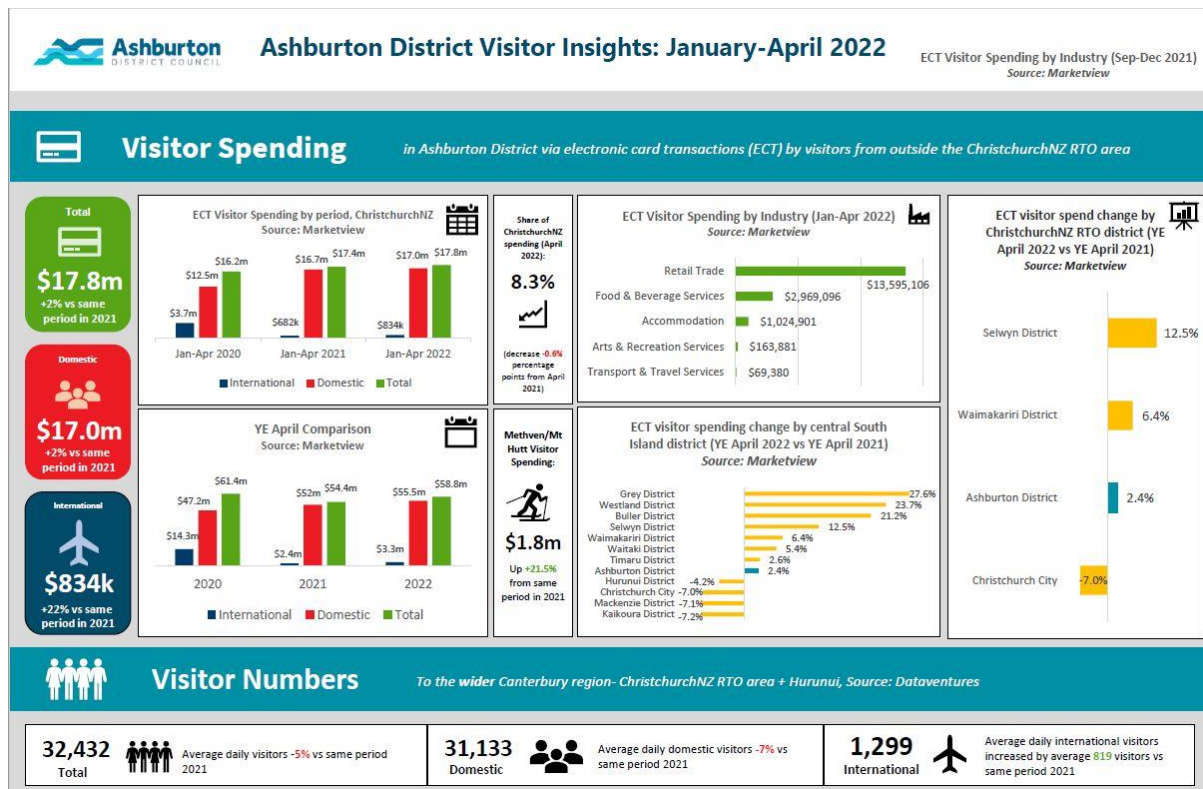 Ashburton
DISTRICT COUNCIL
Ashburton District Visitor Insights: January-April 2022
ECT Visitor Spending by Industry (Sep-Dec 2021)
Source: Marketview
Visitor Spending
in Ashburton District via electronic card transactions (ECT) by visitors from outside the ChristchurchNZ RTO area
Total
$17.8m
+2% vs same
period in 2021
Domestic
$17.0m
+2% vs same
period in 2021
International
$834k
+22% vs same
period in 2021
ECT Visitor Spending by period, ChristchurchNZ
Source: Marketview
$3.7m
$12.5m
$16.2m
$682k
$16.7m
$17.4m
$834k
$17.0m
$17.8m
Jan-Apr 2020
Jan-Apr 2021
Jan-Apr 2022
International Domestic Total
YE April Comparison
Source: Marketview
$14.3m
$47.2m
$61.4m
$2.4m
$52m
$54.4m
$3.3m
$55.5m
$58.8m
2020
2021
2022
International Domestic Total
Share of
ChristchurchNZ
spending (April
2022):
8.3%
(decrease -0.6%
percentage
points from April
2021)
Methven/Mt
Hutt Visitor
Spending:
$1.8m
Up +21.5%
from same
period in 2021
ECT Visitor Spending by Industry (Jan-Apr 2022)
Source: Marketview
Retail Trade $13,595,106
Food & Beverage Services $2,969,096
Accommodation $1,024,901
Arts & Recreation Services $163,881
Transport & Travel Services $69,380
ECT visitor spending change by central South
Island district (YE April 2022 vs YE April 2021)
Source: Marketview
Grey District 27.6%
Westland District 23.7%
Buller District 21.2%
Selwyn District 12.5%
Waimakariri District 6.4%
Waitaki District 5.4%
Timaru District 2.6%
Ashburton District 2.4%
Hurunui District -4.2%
Christchurch City -7.0%
Mackenzie District -7.1%
Kaikoura District -7.2%
ECT visitor spend change by
ChristchurchNZ RTO district (YE
April 2022 vs YE April 2021)
Source: Marketview
Selwyn District 12.5%
Waimakariri District 6.4%
Ashburton District 2.4%
Christchurch City -7.0%
Visitor Numbers
To the wider Canterbury region- ChristchurchNZ RTO area + Hurunui, Source: Dataventures
32,432
Total
Average daily visitors -5% vs same period
2021
31,133
Domestic
Average daily domestic visitors -7% vs
same period 2021
1,299
International
Average daily international visitors
increased by average 819 visitors vs
same period 2021